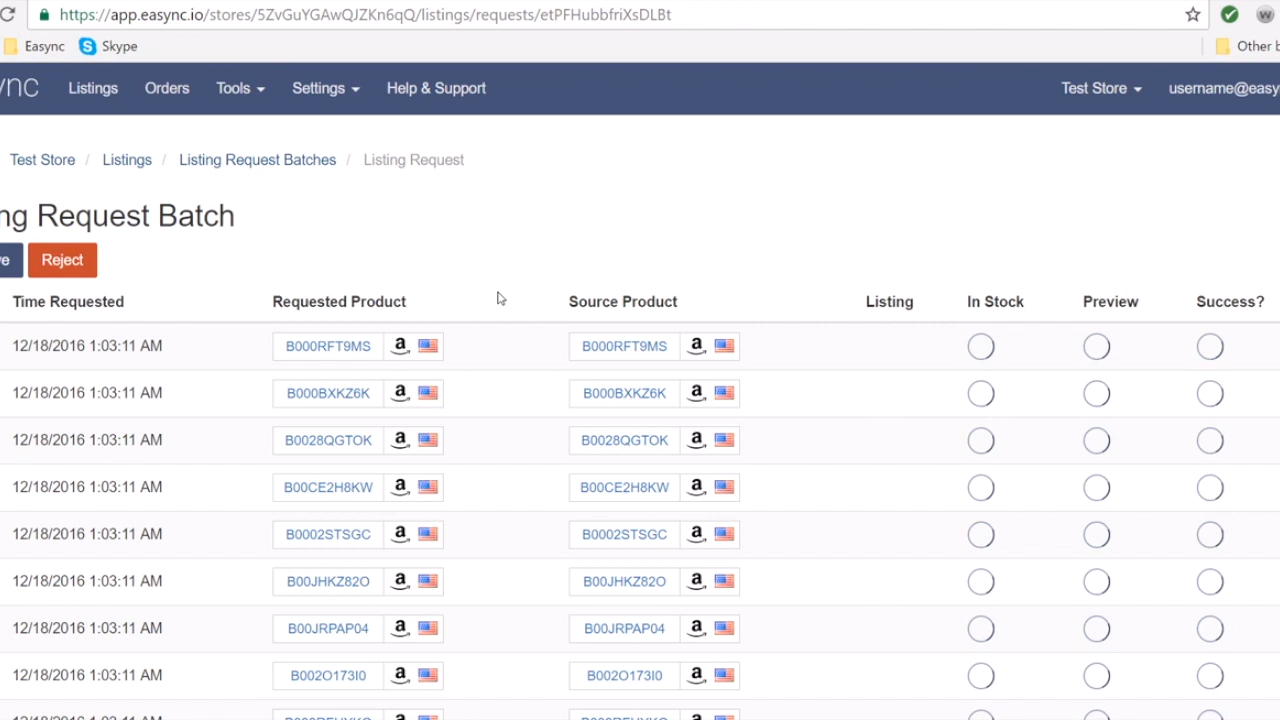 https://app.easync.io/stores/5ZvGuYGAwQJZKn6qQ/listings/requests/etPFHubbfriXsDLBt
W
Easync Skype Other b
ync Listings Orders Tools Settings Help & Support Test Store username@easy
Test Store / Listings / Listing Request Batches / Listing Request
ng Request Batch
e Reject
Time Requested Requested Product Source Product Listing In Stock Preview Success?
12/18/2016 1:03:11 AM B000RFT9MS a B000RFT9MS a
12/18/2016 1:03:11 AM B000BXKZ6K a B000BXKZ6K a
12/18/2016 1:03:11 AM B0028QGTOK a B0028QGTOK a
12/18/2016 1:03:11 AM B00CE2H8KW a B00CE2H8KW a
12/18/2016 1:03:11 AM B0002STSGC a B0002STSGC a
12/18/2016 1:03:11 AM B00JHKZ82O a B00JHKZ82O a
12/18/2016 1:03:11 AM B00JRPAP04 a B00JRPAP04 a
12/18/2016 1:03:11 AM B002O173I0 a B002O173I0 a